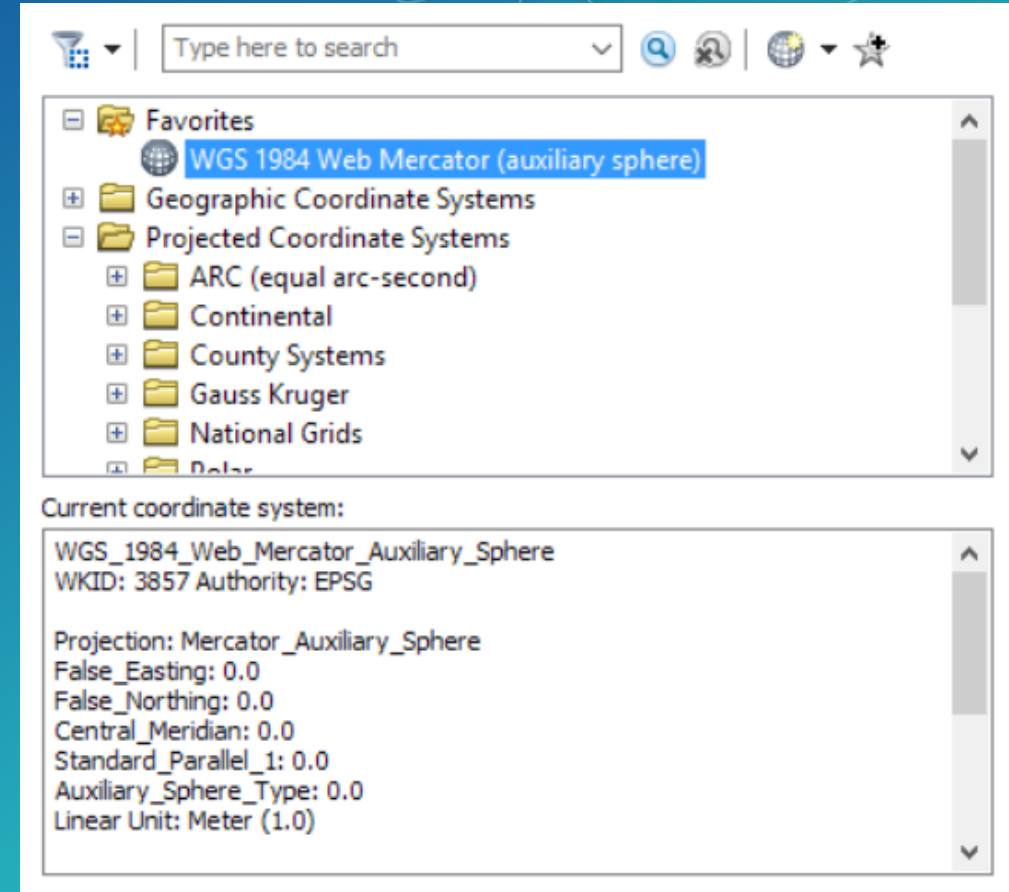 Type here to search
Favorites
WGS 1984 Web Mercator (auxiliary sphere)
Geographic Coordinate Systems
Projected Coordinate Systems
ARC (equal arc-second)
Continental
County Systems
Gauss Kruger
National Grids
Polar
Current coordinate system:
WGS_1984_Web_Mercator_Auxiliary_Sphere
WKID: 3857 Authority: EPSG
Projection: Mercator_Auxiliary_Sphere
False_Easting: 0.0
False_Northing: 0.0
Central_Meridian: 0.0
Standard_Parallel_1: 0.0
Auxiliary_Sphere_Type: 0.0
Linear Unit: Meter (1.0)